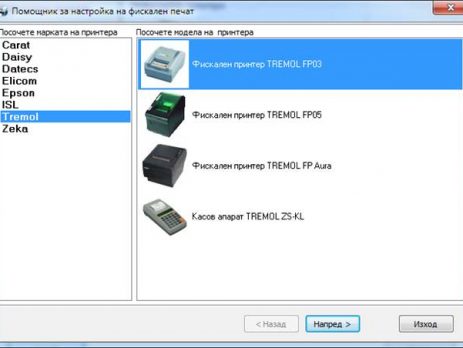 Помощник за настройка на фискален печат
Посочете марката на принтера
Carat
Daisy
Datecs
Elicom
Epson
ISL
Tremol
Zeka
Посочете модела на принтера
Фискален принтер TREMOL FP03
Фискален принтер TREMOL FP05
Фискален принтер TREMOL FP Aura
Касов апарат TREMOL ZS-KL
< Назад
Напред >
Изход